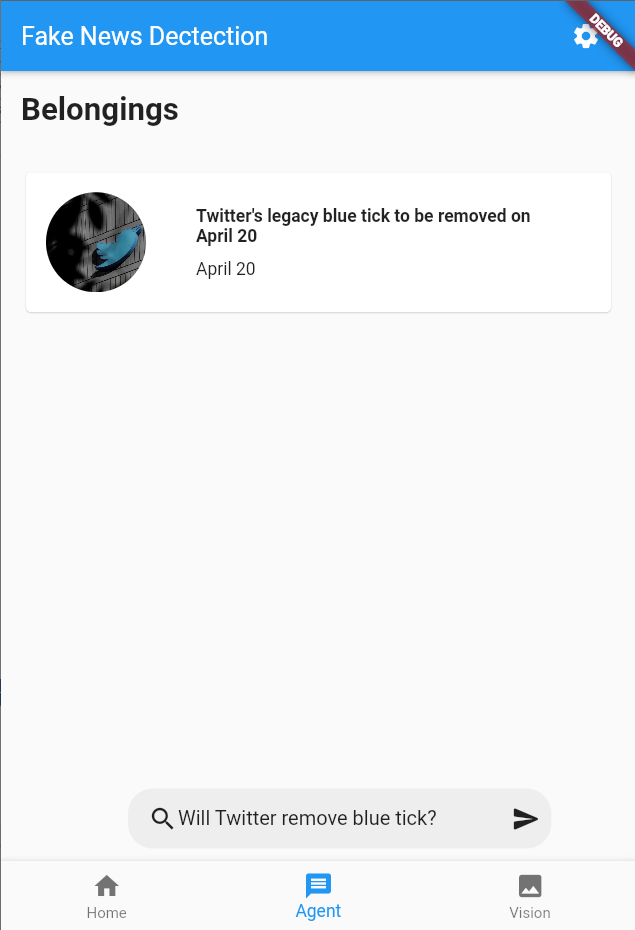 Fake News Dectection
DEBUG
Belongings
Twitter's legacy blue tick to be removed on
April 20
April 20
Will Twitter remove blue tick?
Home
Agent
Vision